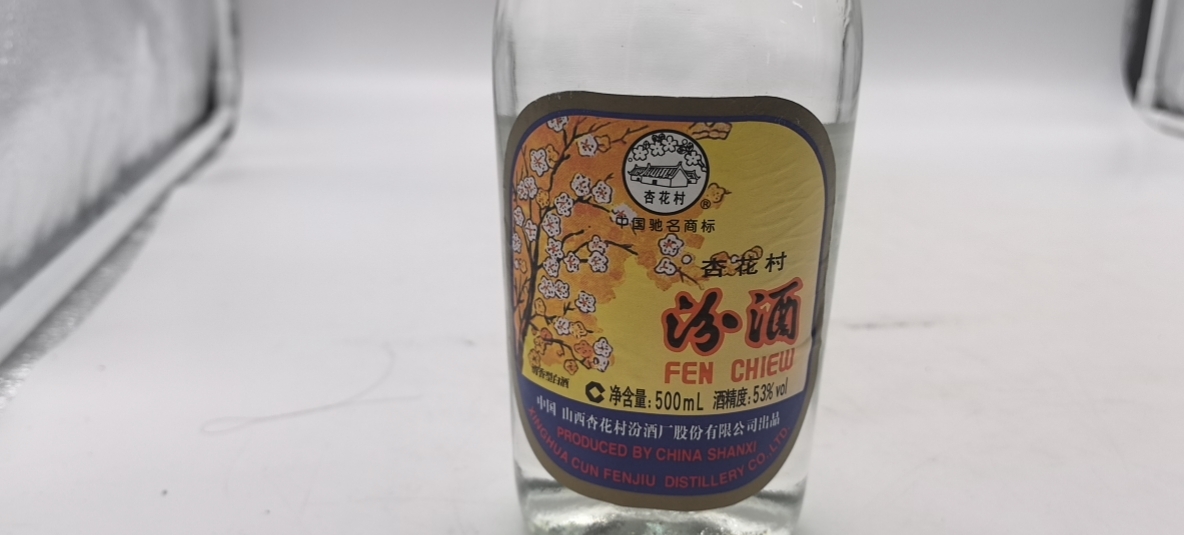 杏花村
®
中国驰名商标
杏花村
汾酒
FEN CHIEW
净含量:500mL 酒精度:53%vol
中国 山西杏花村汾酒厂股份有限公司出品
PRODUCED BY CHINA SHANXI
XINGHUA CUN FENJIU DISTILLERY CO.,LTD.